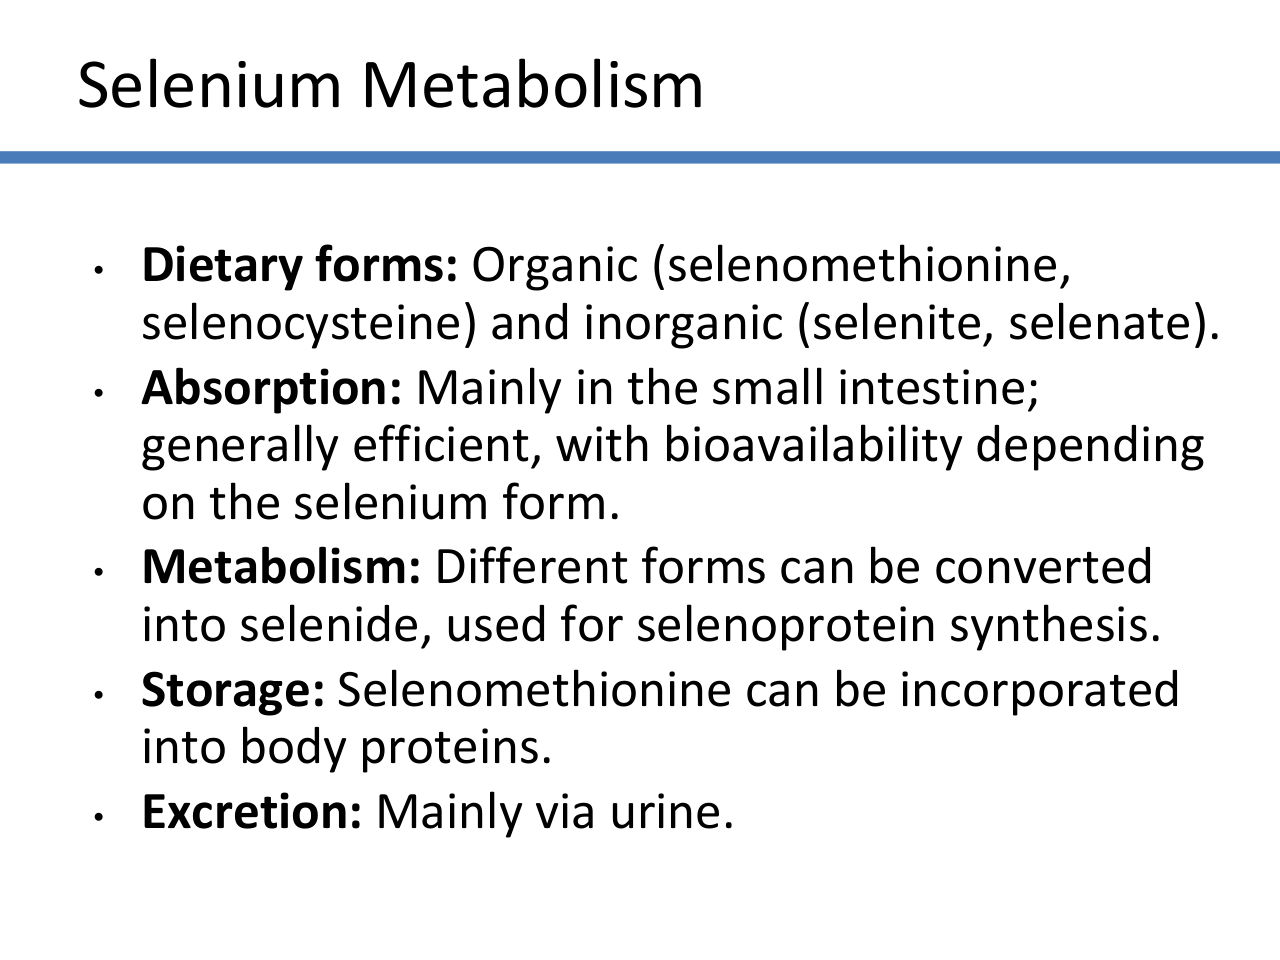 Selenium Metabolism
• Dietary forms: Organic (selenomethionine,
selenocysteine) and inorganic (selenite, selenate).
• Absorption: Mainly in the small intestine;
generally efficient, with bioavailability depending
on the selenium form.
• Metabolism: Different forms can be converted
into selenide, used for selenoprotein synthesis.
• Storage: Selenomethionine can be incorporated
into body proteins.
• Excretion: Mainly via urine.